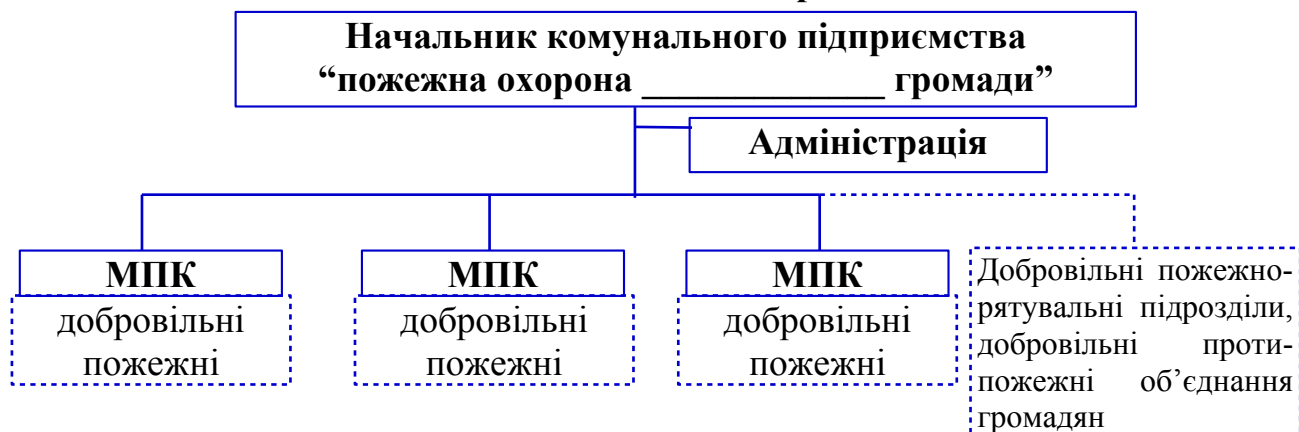 Начальник комунального підприємства
“пожежна охорона _____________ громади”
Адміністрація
МПК
добровільні
пожежні
МПК
добровільні
пожежні
МПК
добровільні
пожежні
Добровільні пожежно-
рятувальні підрозділи,
добровільні проти-
пожежні об’єднання
громадян